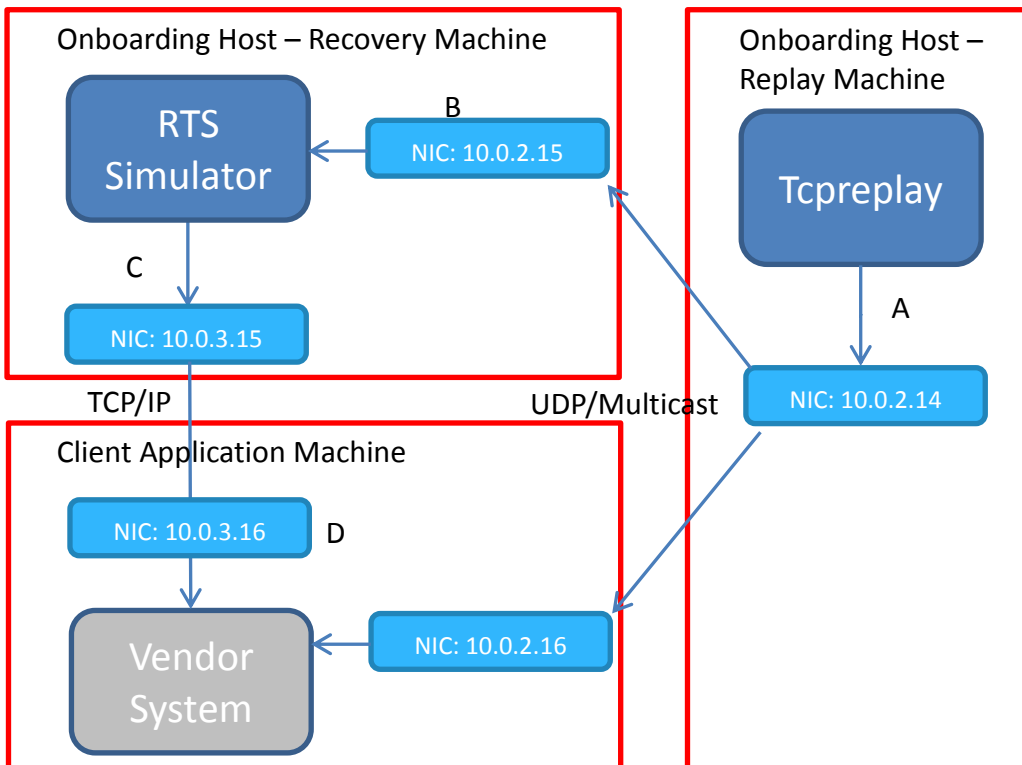 Onboarding Host – Recovery Machine
RTS
Simulator
B
NIC: 10.0.2.15
C
NIC: 10.0.3.15
Onboarding Host –
Replay Machine
Tcpreplay
A
NIC: 10.0.2.14
TCP/IP
UDP/Multicast
Client Application Machine
NIC: 10.0.3.16
D
Vendor
System
NIC: 10.0.2.16